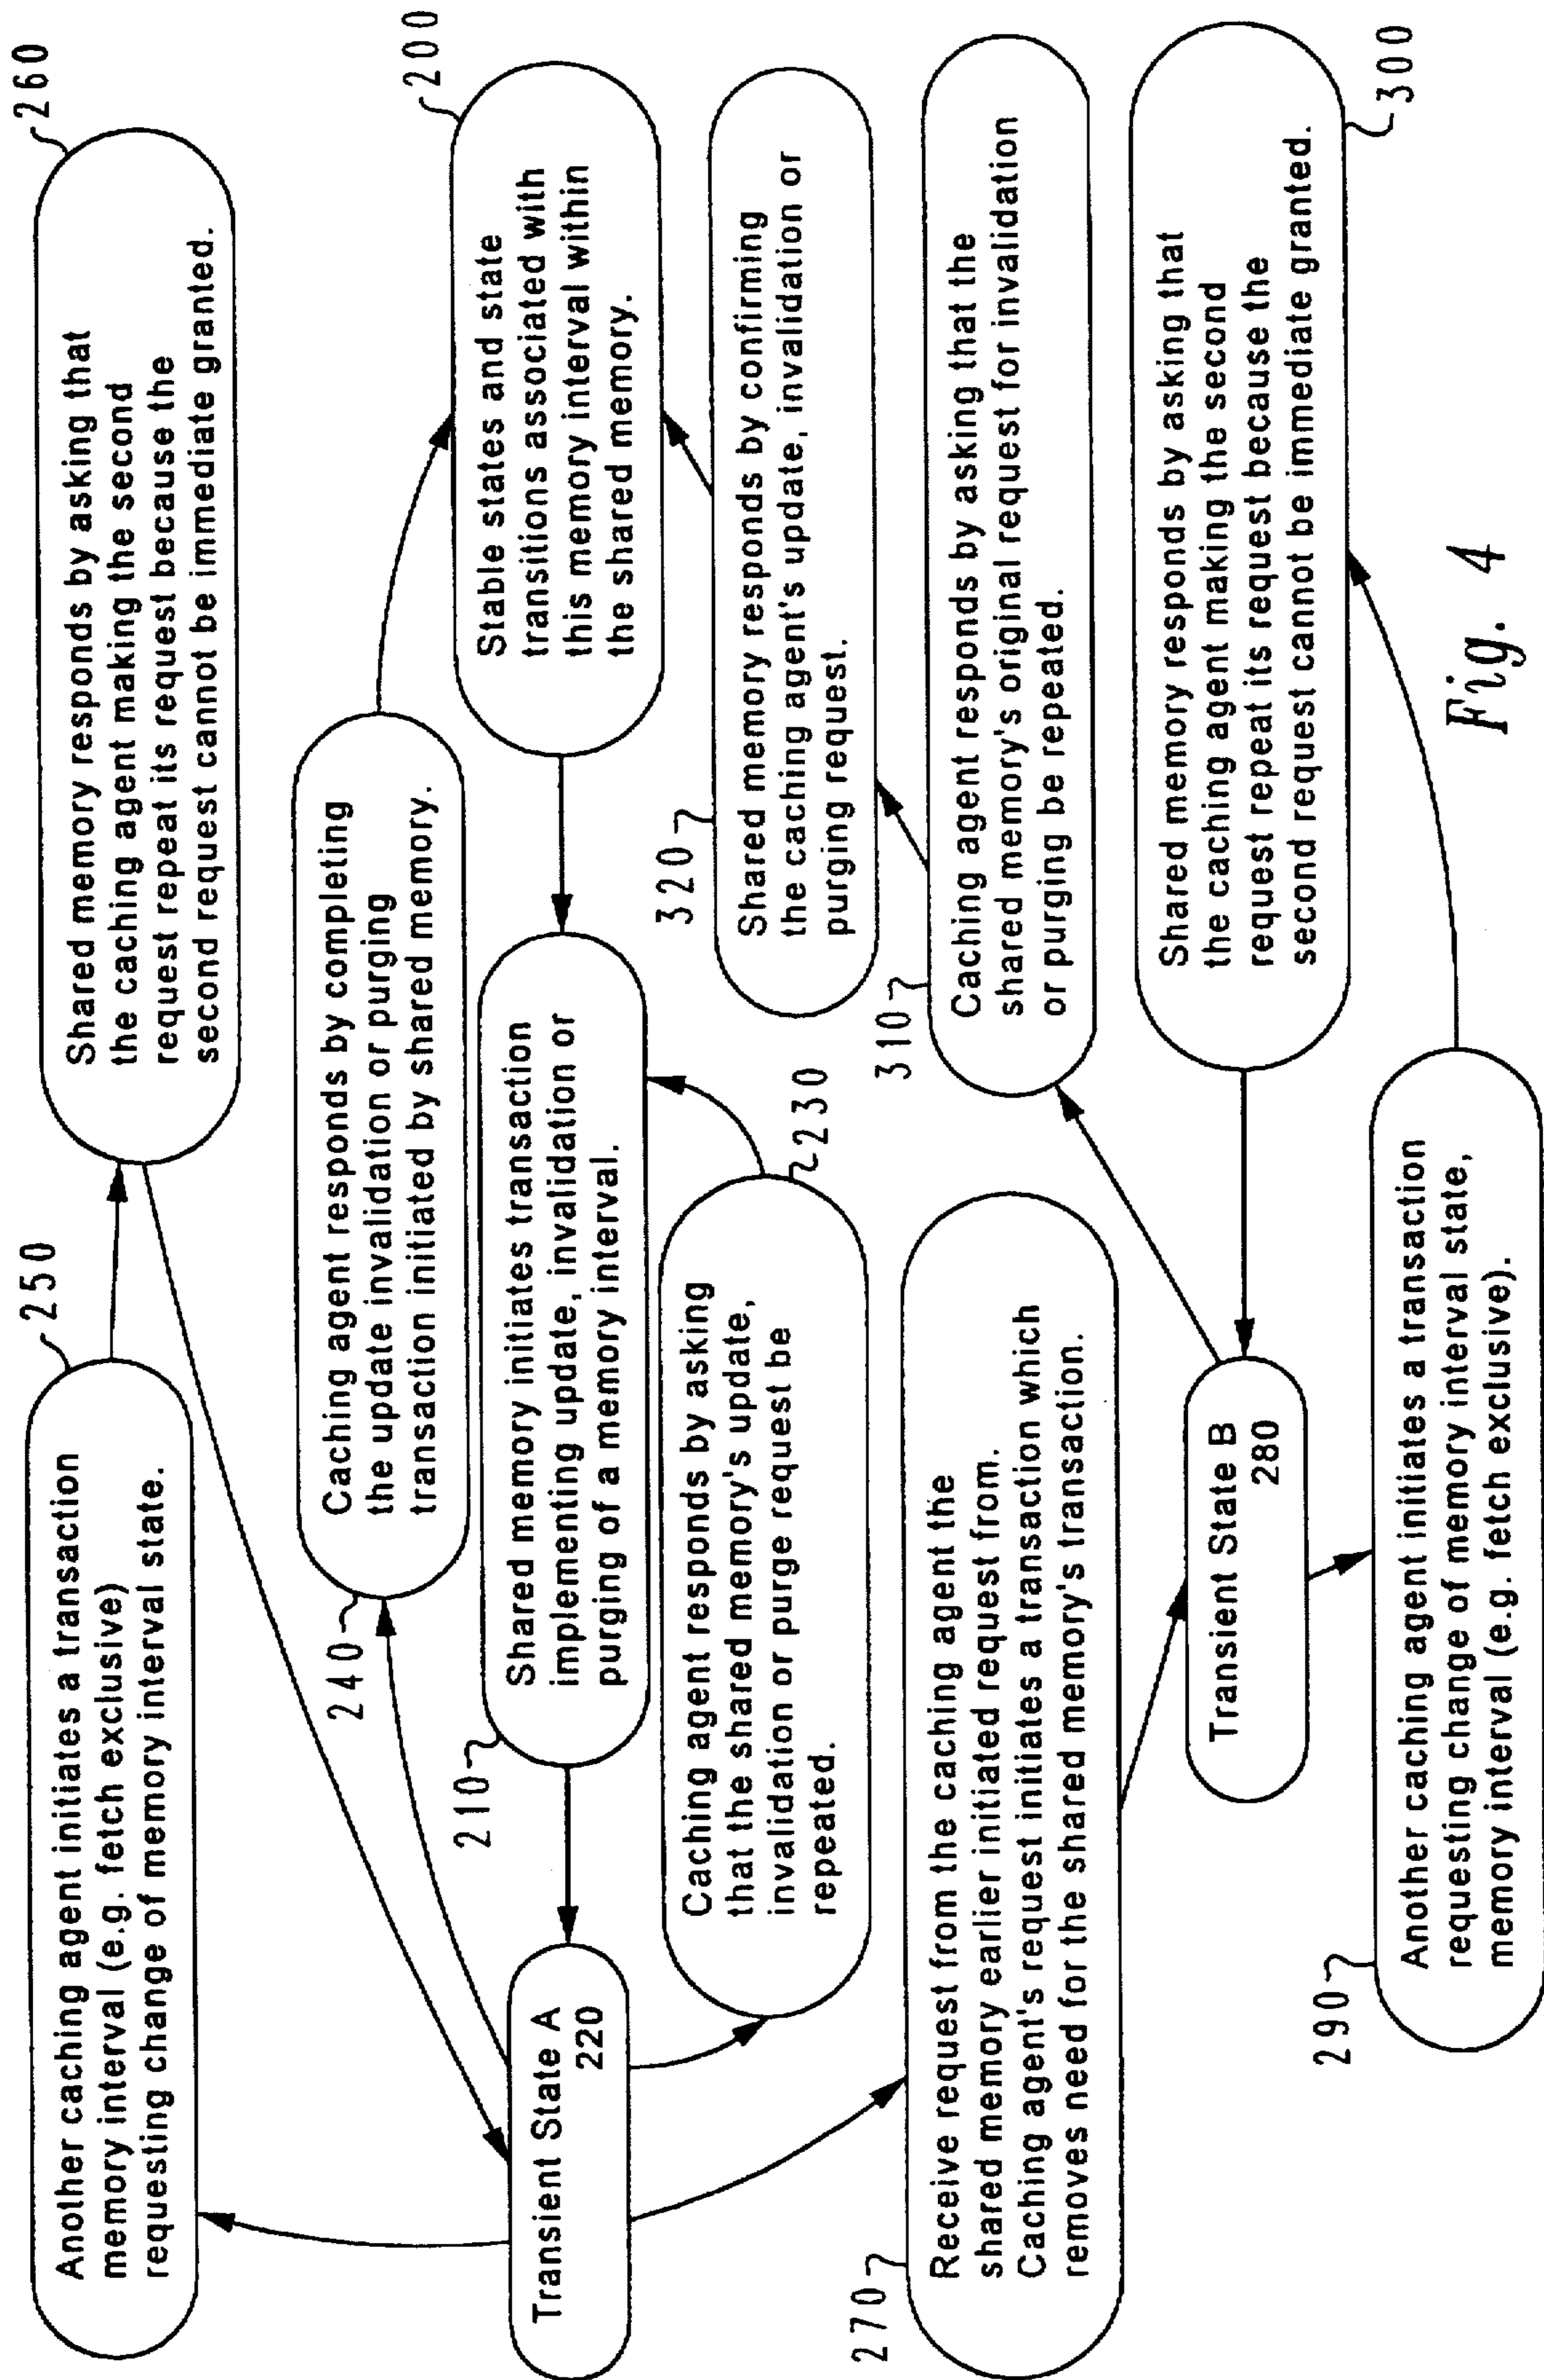 250
Another caching agent initiates a transaction
memory interval (e.g. fetch exclusive)
requesting change of memory interval state.
260
Shared memory responds by asking that
the caching agent making the second
request repeat its request because the
second request cannot be immediate granted.
240
Caching agent responds by completing
the update invalidation or purging
transaction initiated by shared memory.
200
Stable states and state
transitions associated with
this memory interval within
the shared memory.
210
Shared memory initiates transaction
implementing update, invalidation or
purging of a memory interval.
Transient State A
220
230
Caching agent responds by asking
that the shared memory's update,
invalidation or purge request be
repeated.
320
Shared memory responds by confirming
the caching agent's update, invalidation or
purging request.
270
Receive request from the caching agent the
shared memory earlier initiated request from.
Caching agent's request initiates a transaction which
removes need for the shared memory's transaction.
310
Caching agent responds by asking that the
shared memory's original request for invalidation
or purging be repeated.
Transient State B
280
300
Shared memory responds by asking that
the caching agent making the second
request repeat its request because the
second request cannot be immediate granted.
290
Another caching agent initiates a transaction
requesting change of memory interval state,
memory interval (e.g. fetch exclusive).
Fig. 4